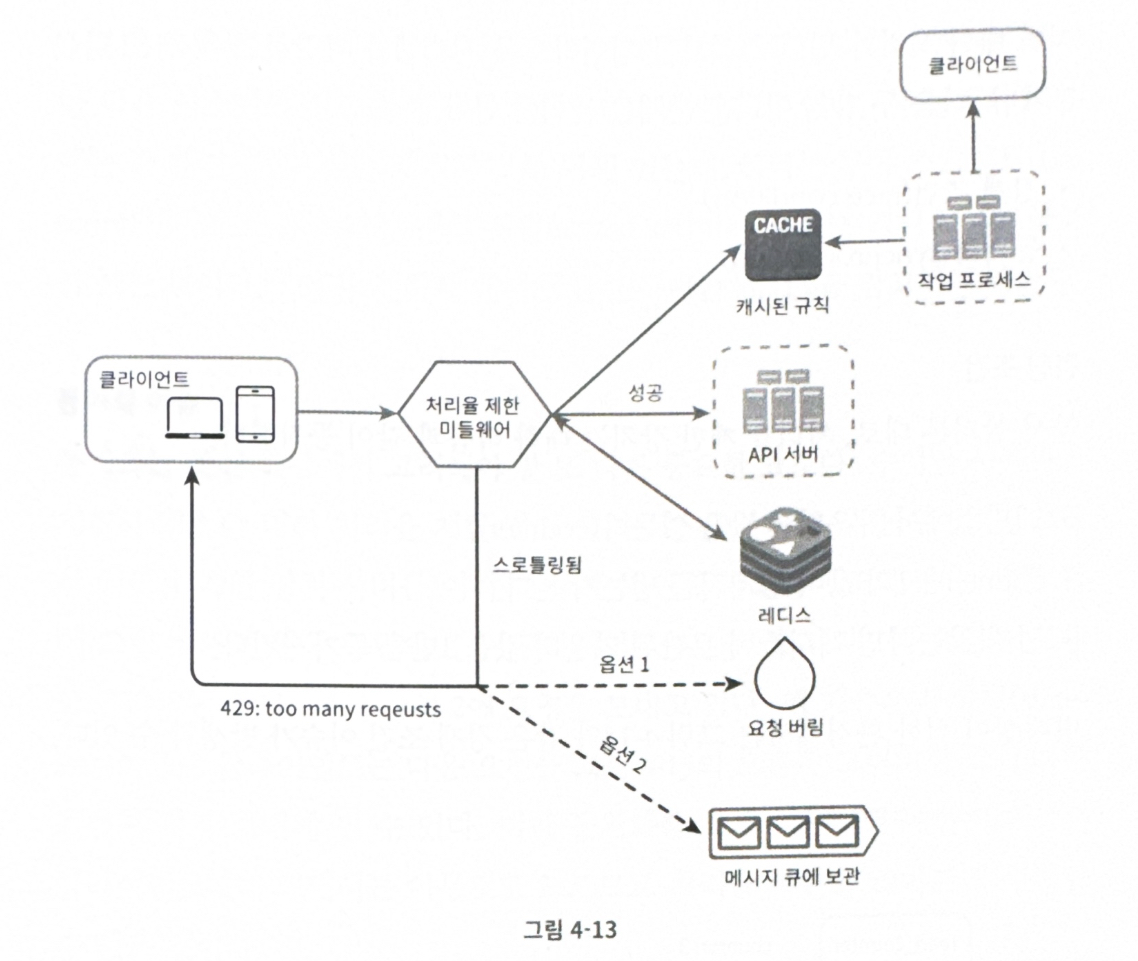 클라이언트
CACHE
작업 프로세스
캐시된 규칙
클라이언트
처리율 제한
미들웨어
성공
API 서버
스로틀링됨
레디스
옵션 1
429: too many reqeusts
요청 버림
옵션 2
메시지 큐에 보관
그림 4-13